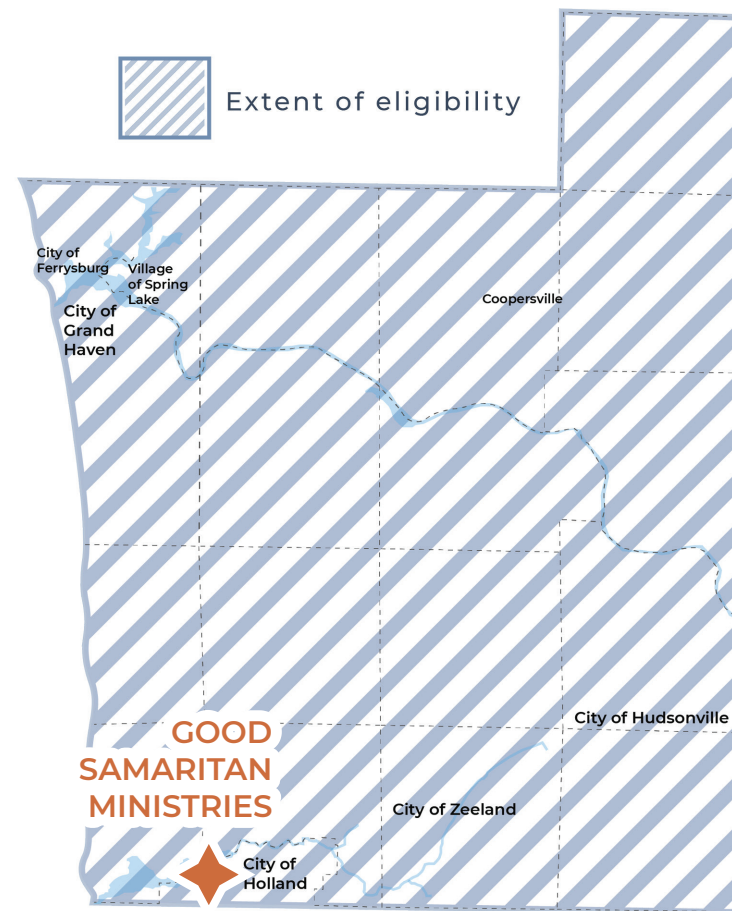 Extent of eligibility
City of
Ferrysburg
Village
of Spring
Lake
City of
Grand
Haven
Coopersville
City of Hudsonville
GOOD
SAMARITAN
MINISTRIES
City of Zeeland
City of
Holland